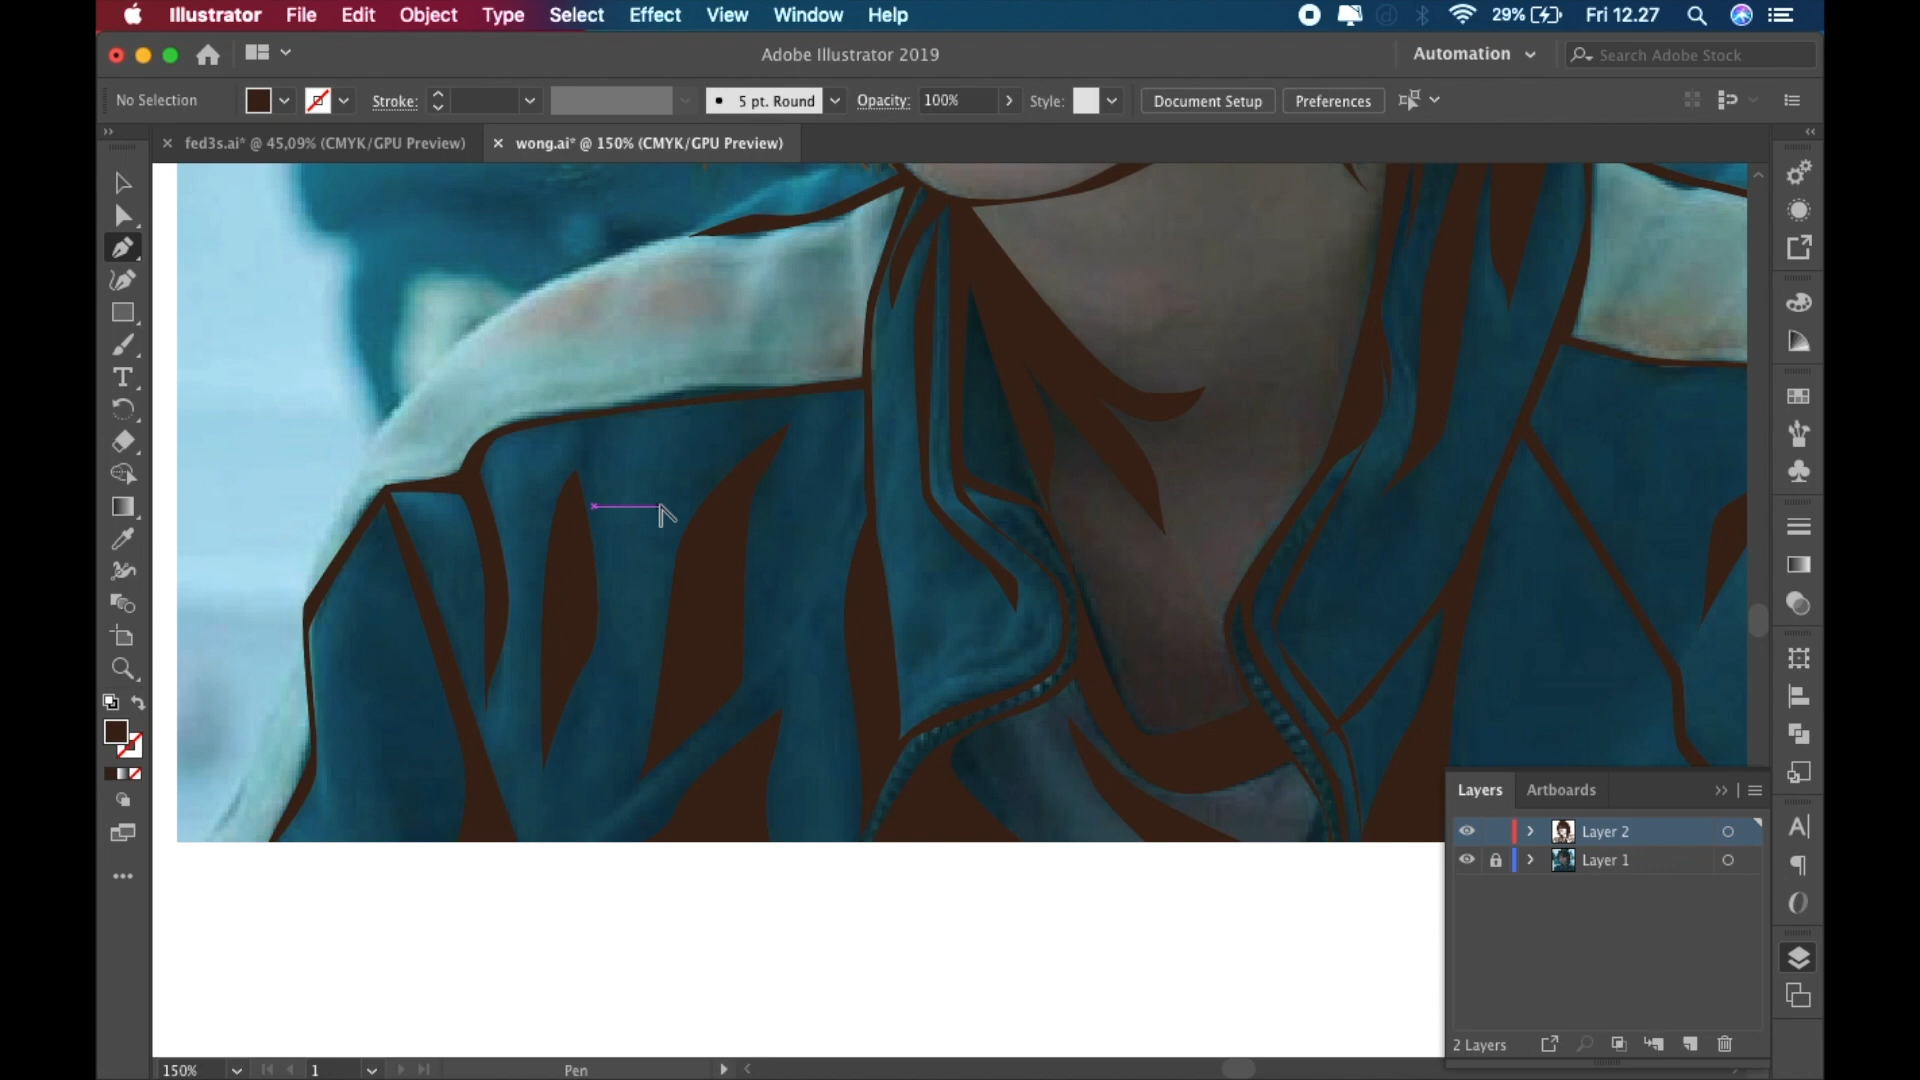 Illustrator File Edit Object Type Select Effect View Window Help 29% Fri 12.27
Adobe Illustrator 2019 Automation Search Adobe Stock
No Selection Stroke: 5 pt. Round Opacity: 100% Style: Document Setup Preferences
fed3s.ai* @ 45,09% (CMYK/GPU Preview) wong.ai* @ 150% (CMYK/GPU Preview)
Layers Artboards
Layer 2
Layer 1
2 Layers
150% 1 Pen